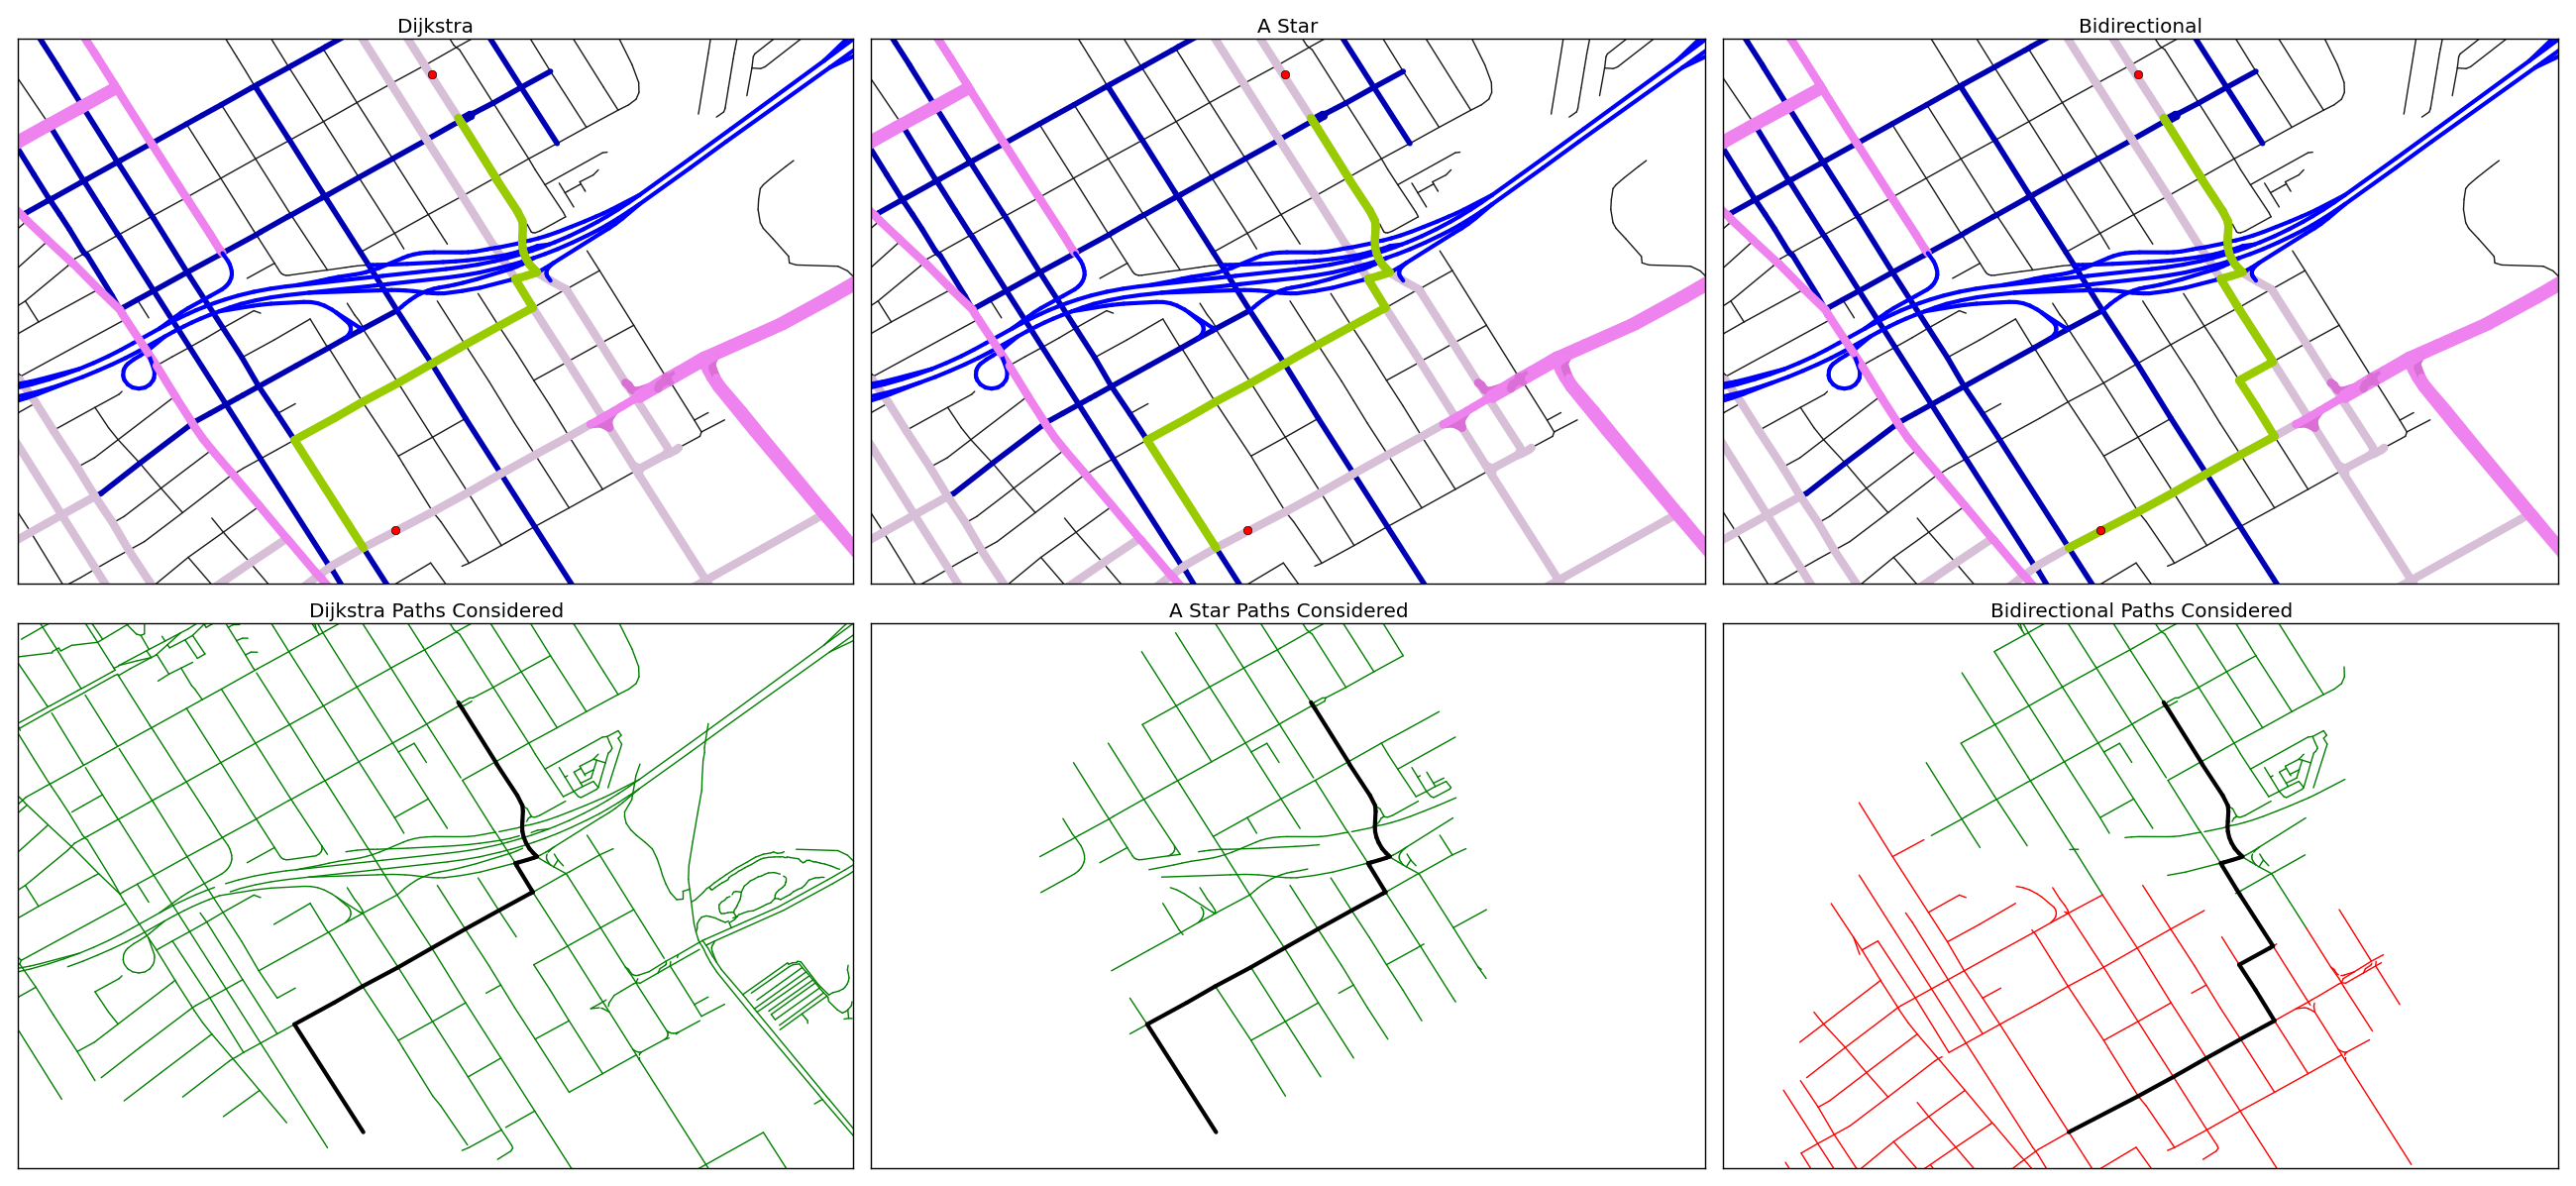 Dijkstra
A Star
Bidirectional
Dijkstra Paths Considered
A Star Paths Considered
Bidirectional Paths Considered